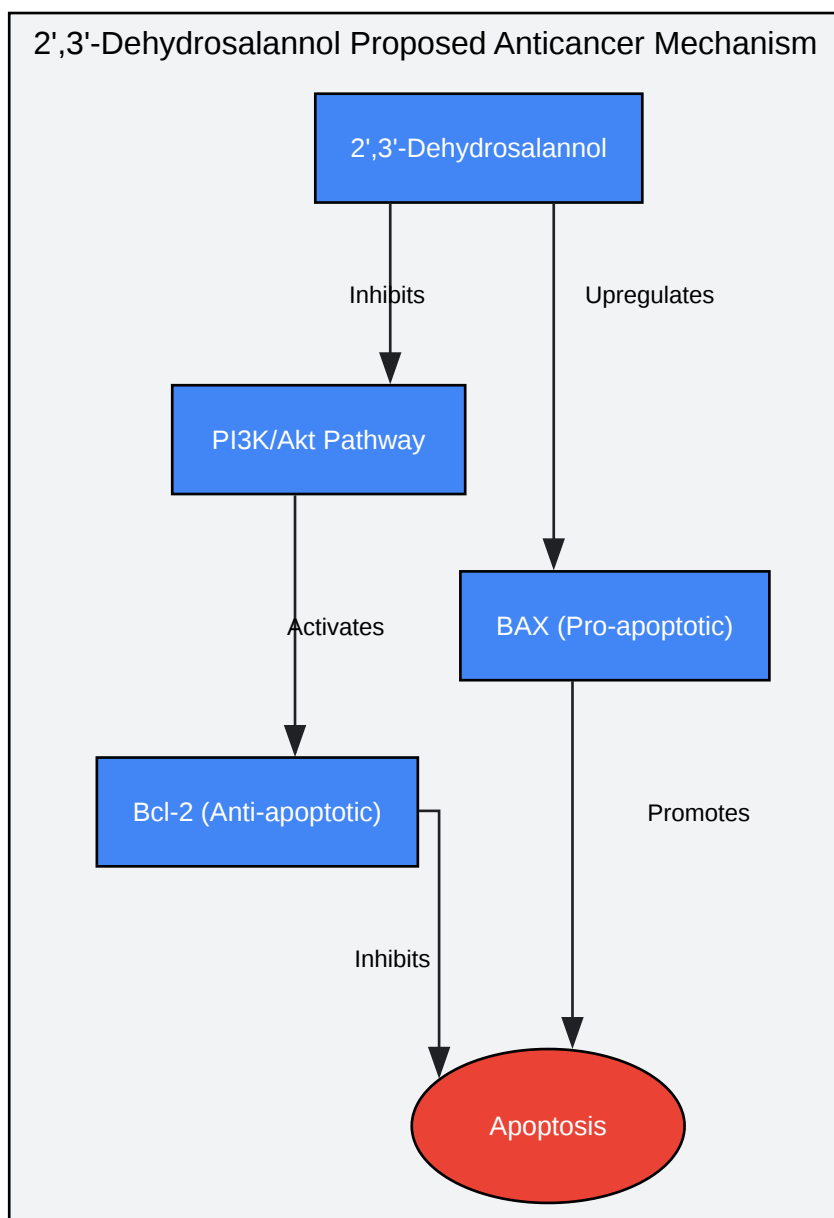 2',3'-Dehydrosalannol Proposed Anticancer Mechanism
2',3'-Dehydrosalannol
Inhibits
Upregulates
PI3K/Akt Pathway
BAX (Pro-apoptotic)
Activates
Bcl-2 (Anti-apoptotic)
Promotes
Inhibits
Apoptosis